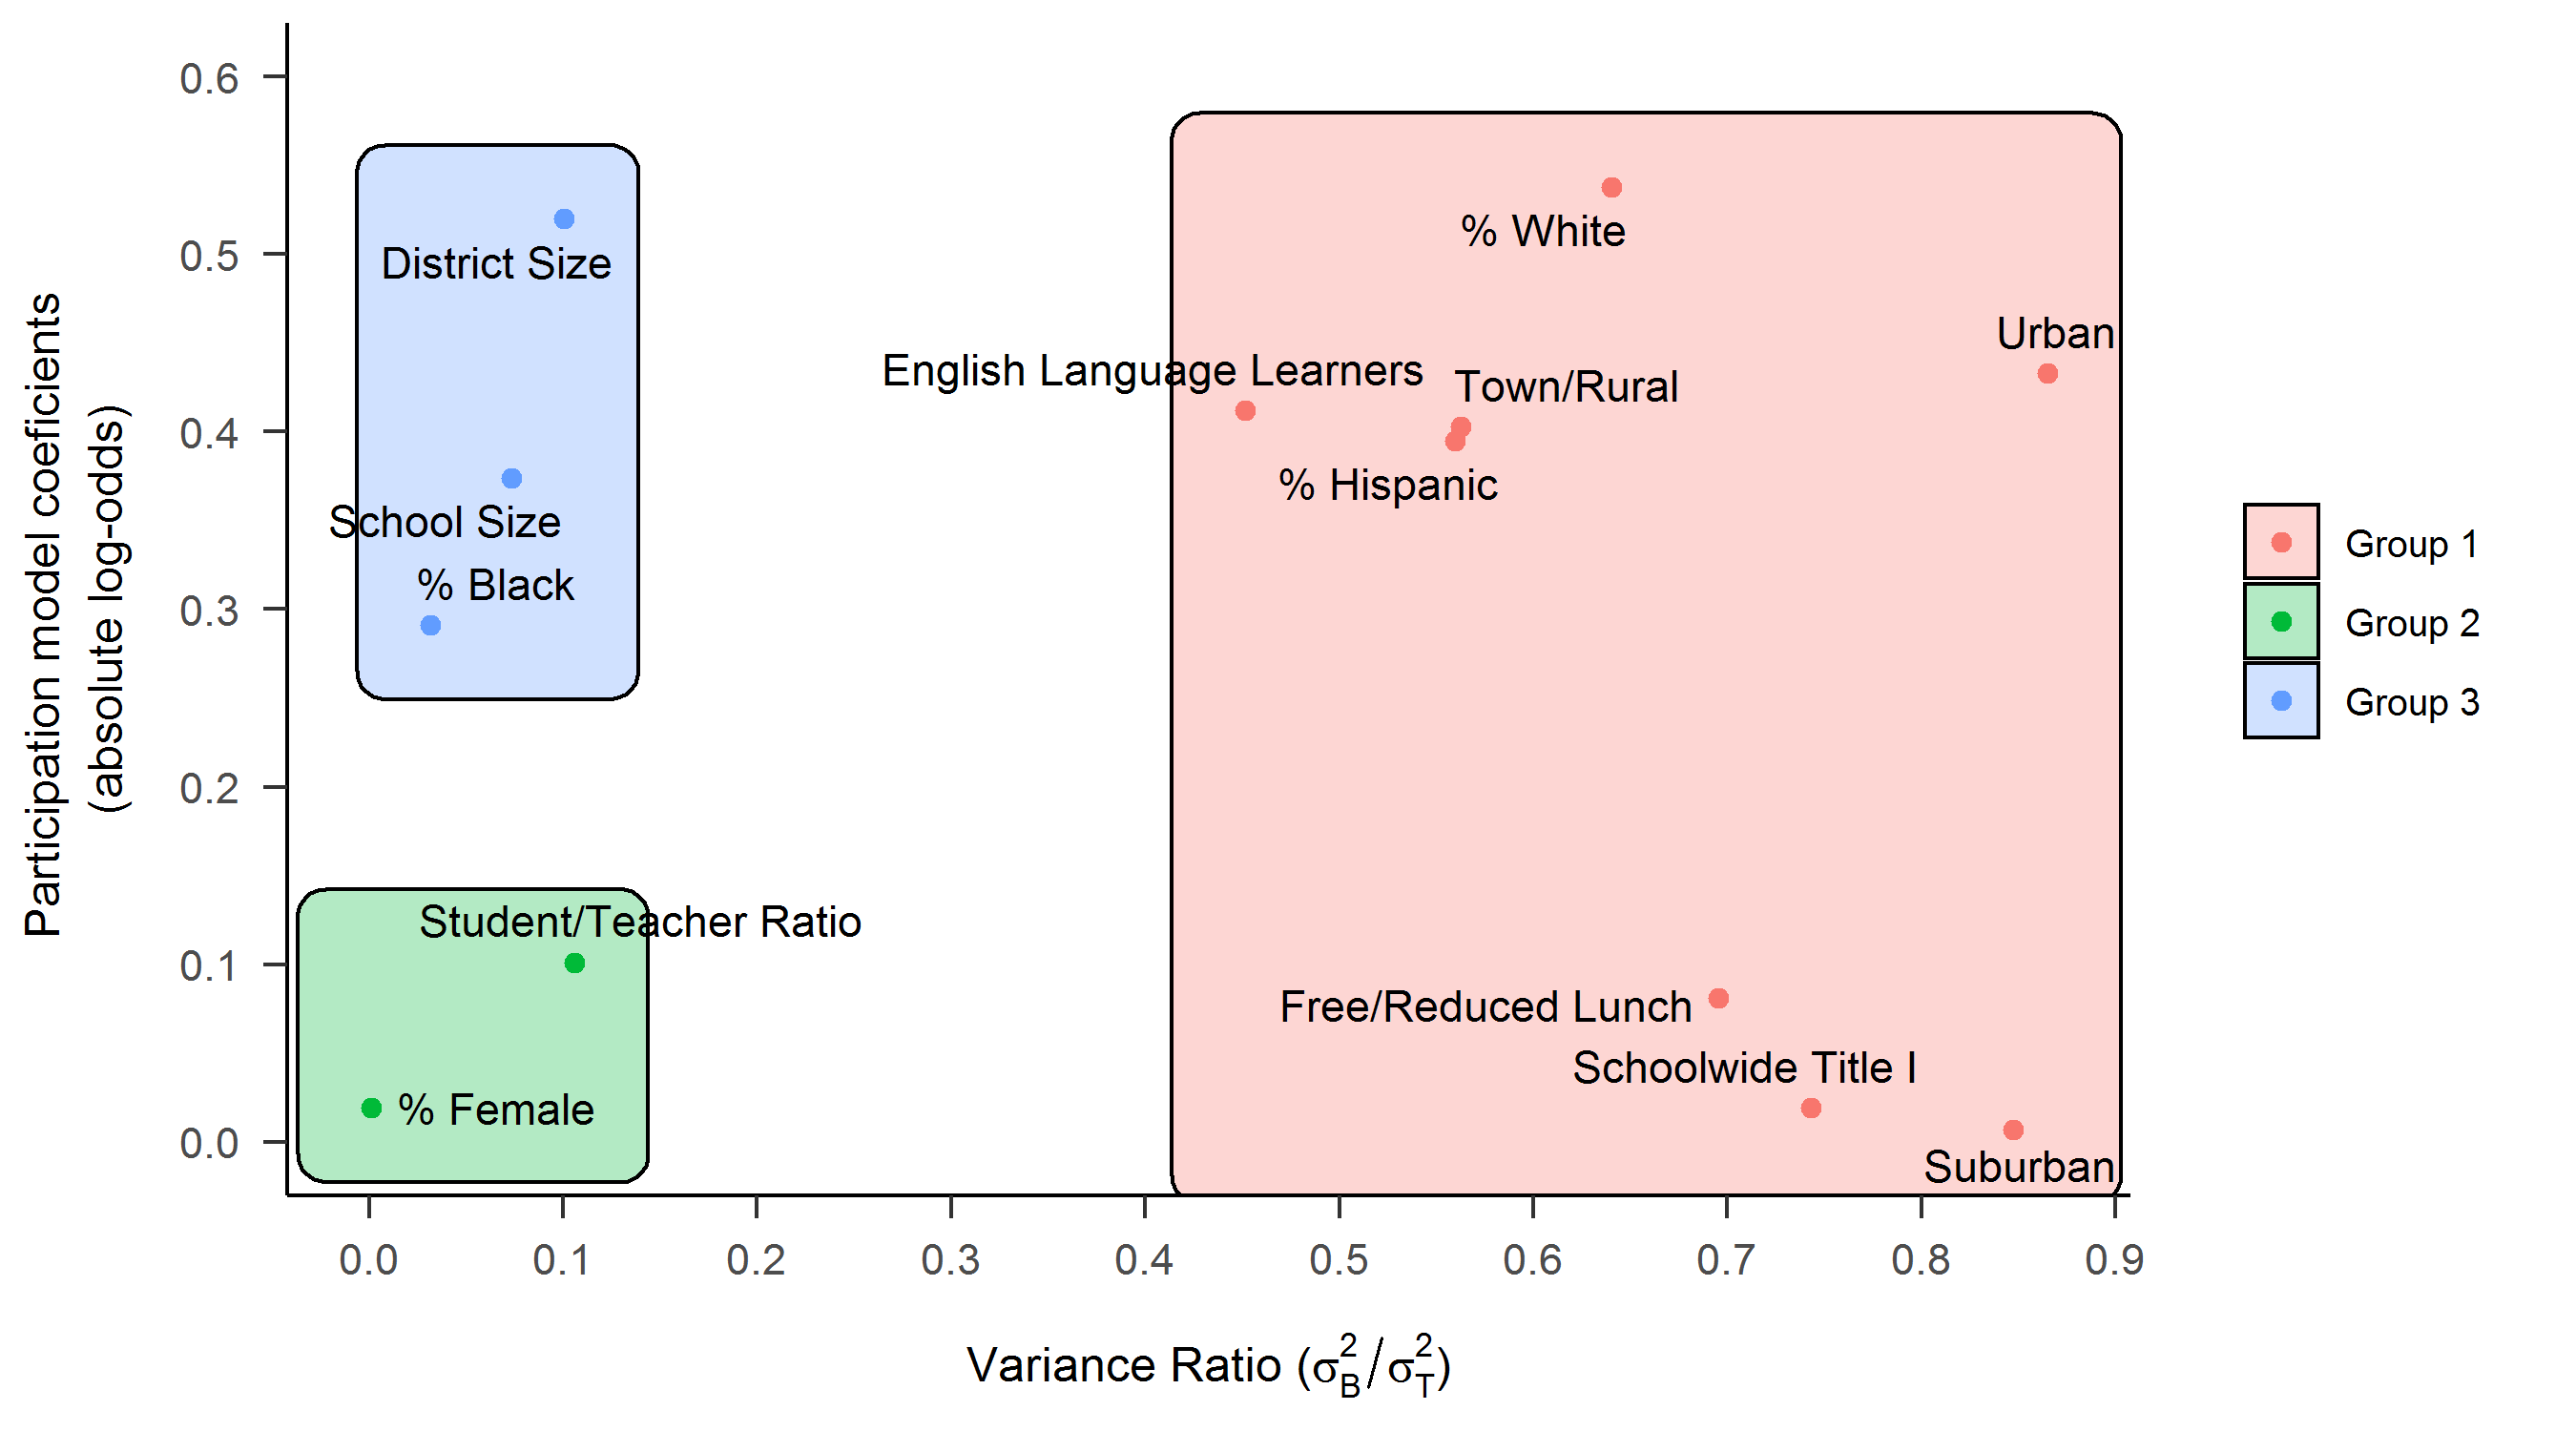 Participation model coeficients
(absolute log-odds)
0.6
0.5
0.4
0.3
0.2
0.1
0.0
District Size
School Size
% Black
Student/Teacher Ratio
% Female
% White
Urban
English Language Learners
Town/Rural
% Hispanic
Free/Reduced Lunch
Schoolwide Title I
Suburban
0.0 0.1 0.2 0.3 0.4 0.5 0.6 0.7 0.8 0.9
Variance Ratio (σ²B/σ²T)
Group 1
Group 2
Group 3